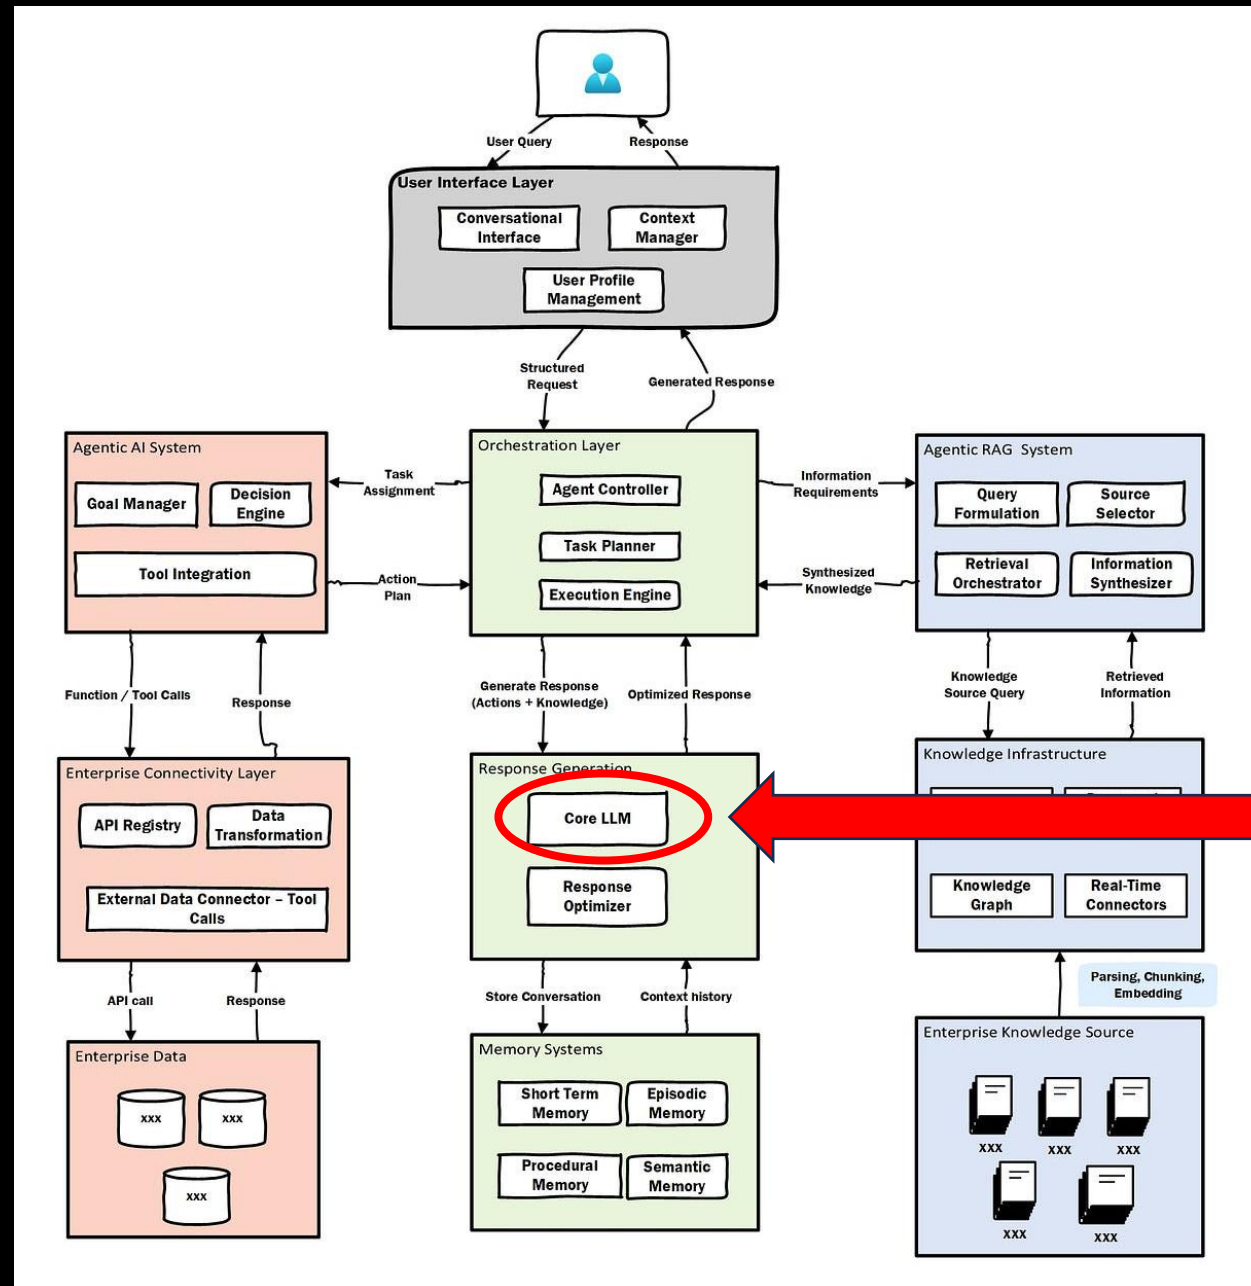 User Query
Response
User Interface Layer
Conversational
Interface
Context
Manager
User Profile
Management
Structured
Request
Generated Response
Agentic AI System
Goal Manager
Decision
Engine
Tool Integration
Task
Assignment
Action
Plan
Orchestration Layer
Agent Controller
Task Planner
Execution Engine
Information
Requirements
Synthesized
Knowledge
Agentic RAG System
Query
Formulation
Source
Selector
Retrieval
Orchestrator
Information
Synthesizer
Function / Tool Calls
Response
Generate Response
(Actions + Knowledge)
Optimized Response
Knowledge
Source Query
Retrieved
Information
Enterprise Connectivity Layer
API Registry
Data
Transformation
External Data Connector – Tool
Calls
Response Generation
Core LLM
Response
Optimizer
Knowledge Infrastructure
Knowledge
Graph
Real-Time
Connectors
API call
Response
Store Conversation
Context history
Parsing, Chunking,
Embedding
Enterprise Data
xxx
xxx
xxx
Memory Systems
Short Term
Memory
Episodic
Memory
Procedural
Memory
Semantic
Memory
Enterprise Knowledge Source
xxx
xxx
xxx
xxx
xxx